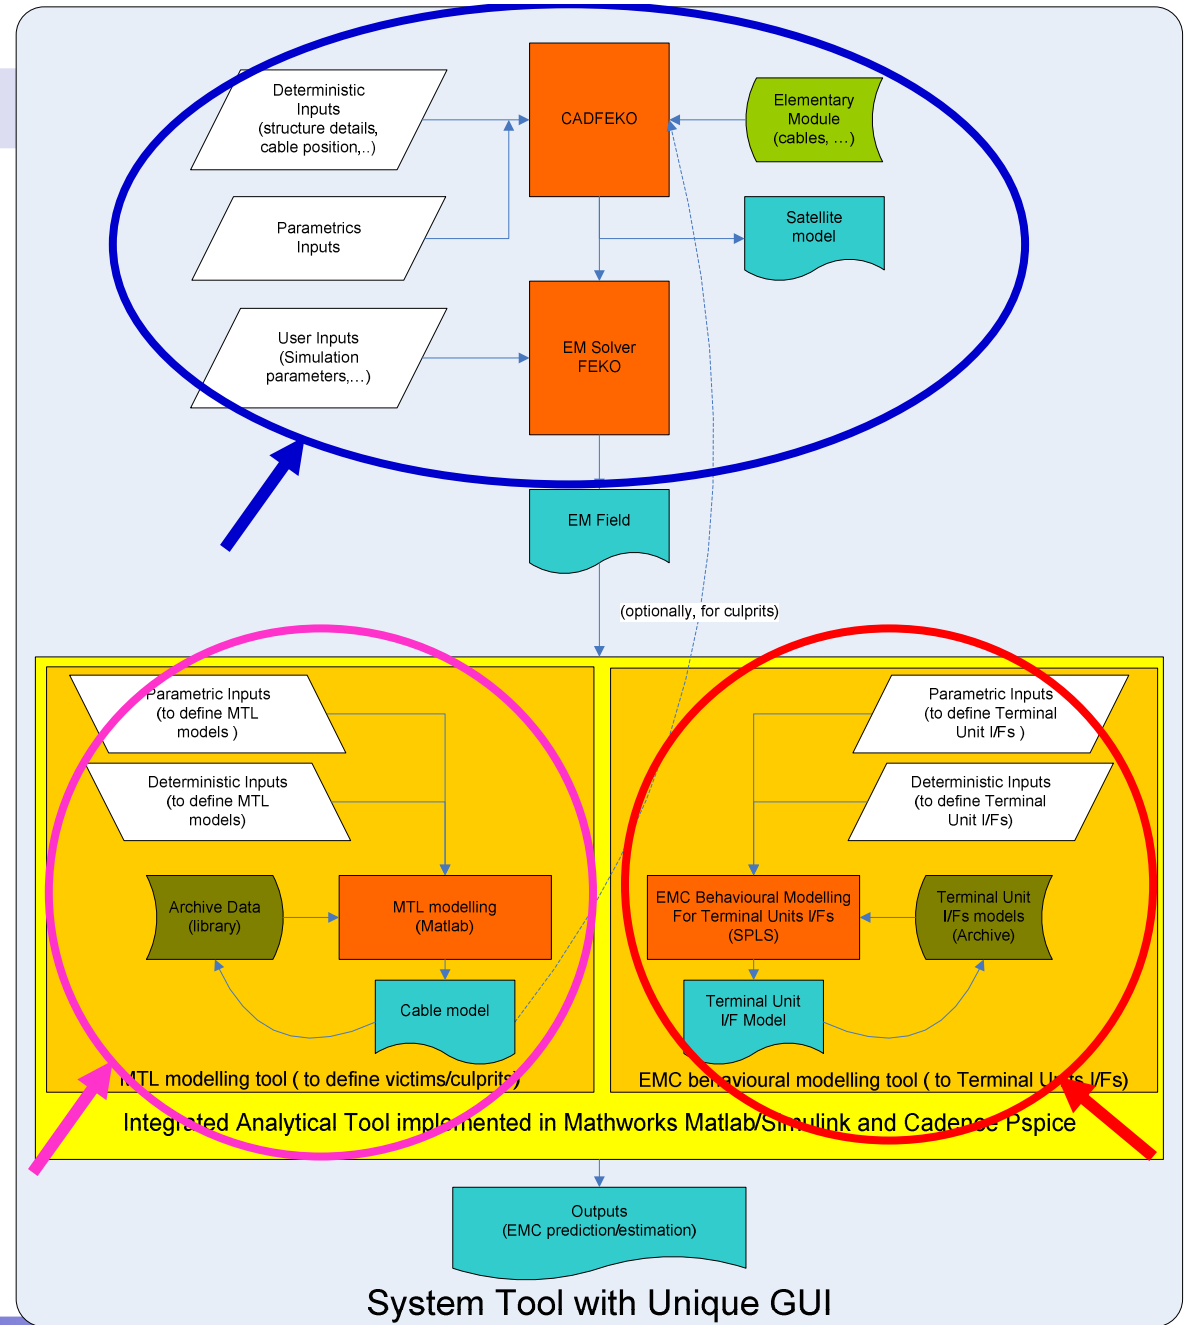 Deterministic
Inputs
(structure details,
cable position,..)
CADFEKO
Elementary
Module
(cables, ...)
Parametrics
Inputs
Satellite
model
User Inputs
(Simulation
parameters,...)
EM Solver
FEKO
EM Field
(optionally, for culprits)
Parametric Inputs
(to define MTL
models )
Deterministic Inputs
(to define MTL
models)
Archive Data
(library)
MTL modelling
(Matlab)
Cable model
MTL modelling tool ( to define victims/culprits)
Parametric Inputs
(to define Terminal
Unit I/Fs )
Deterministic Inputs
(to define Terminal
Unit I/Fs)
EMC Behavioural Modelling
For Terminal Units I/Fs
(SPLS)
Terminal Unit
I/Fs models
(Archive)
Terminal Unit
I/F Model
EMC behavioural modelling tool ( to Terminal Units I/Fs)
Integrated Analytical Tool implemented in Mathworks Matlab/Simulink and Cadence Pspice
Outputs
(EMC prediction/estimation)
System Tool with Unique GUI